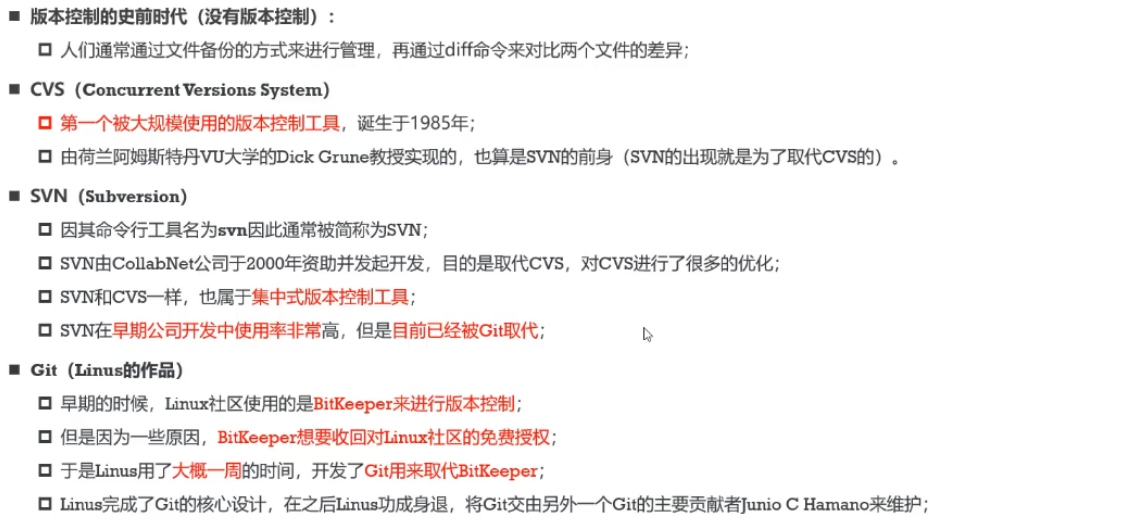 版本控制的史前时代（没有版本控制）：
人们通常通过文件备份的方式来进行管理，再通过diff命令来对比两个文件的差异；
CVS（Concurrent Versions System）
第一个被大规模使用的版本控制工具，诞生于1985年；
由荷兰阿姆斯特丹VU大学的Dick Grune教授实现的，也算是SVN的前身（SVN的出现就是为了取代CVS的）。
SVN（Subversion）
因其命令行工具名为svn因此通常被简称为SVN；
SVN由CollabNet公司于2000年资助并发起开发，目的是取代CVS，对CVS进行了很多的优化；
SVN和CVS一样，也属于集中式版本控制工具；
SVN在早期公司开发中使用率非常高，但是目前已经被Git取代；
Git（Linus的作品）
早期的时候，Linux社区使用的是BitKeeper来进行版本控制；
但是因为一些原因，BitKeeper想要收回对Linux社区的免费授权；
于是Linus用了大概一周的时间，开发了Git用来取代BitKeeper；
Linus完成了Git的核心设计，在之后Linus功成身退，将Git交由另外一个Git的主要贡献者Junio C Hamano来维护；